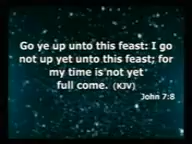 Go ye up unto this feast: I go
not up yet unto this feast; for
my time is not yet
full come. (KJV)
John 7:8